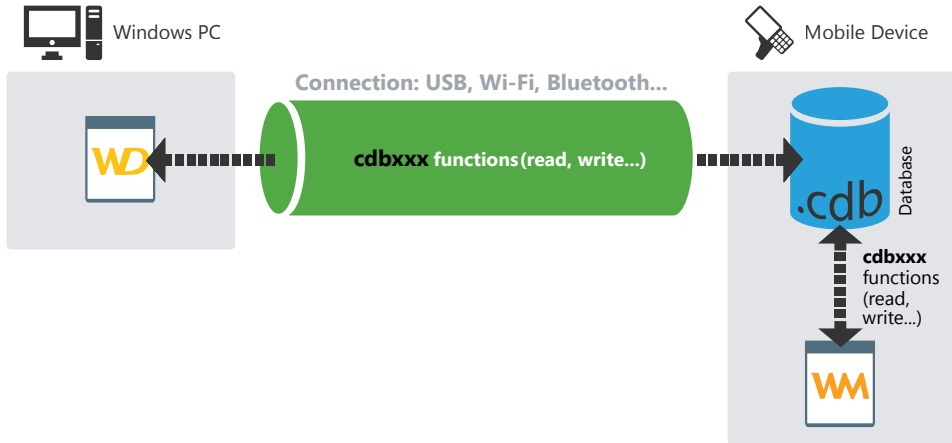 Windows PC
Mobile Device
Connection: USB, Wi-Fi, Bluetooth...
WD
cdbxxx functions (read, write...)
.cdb
Database
cdbxxx
functions
(read,
write...)
WM